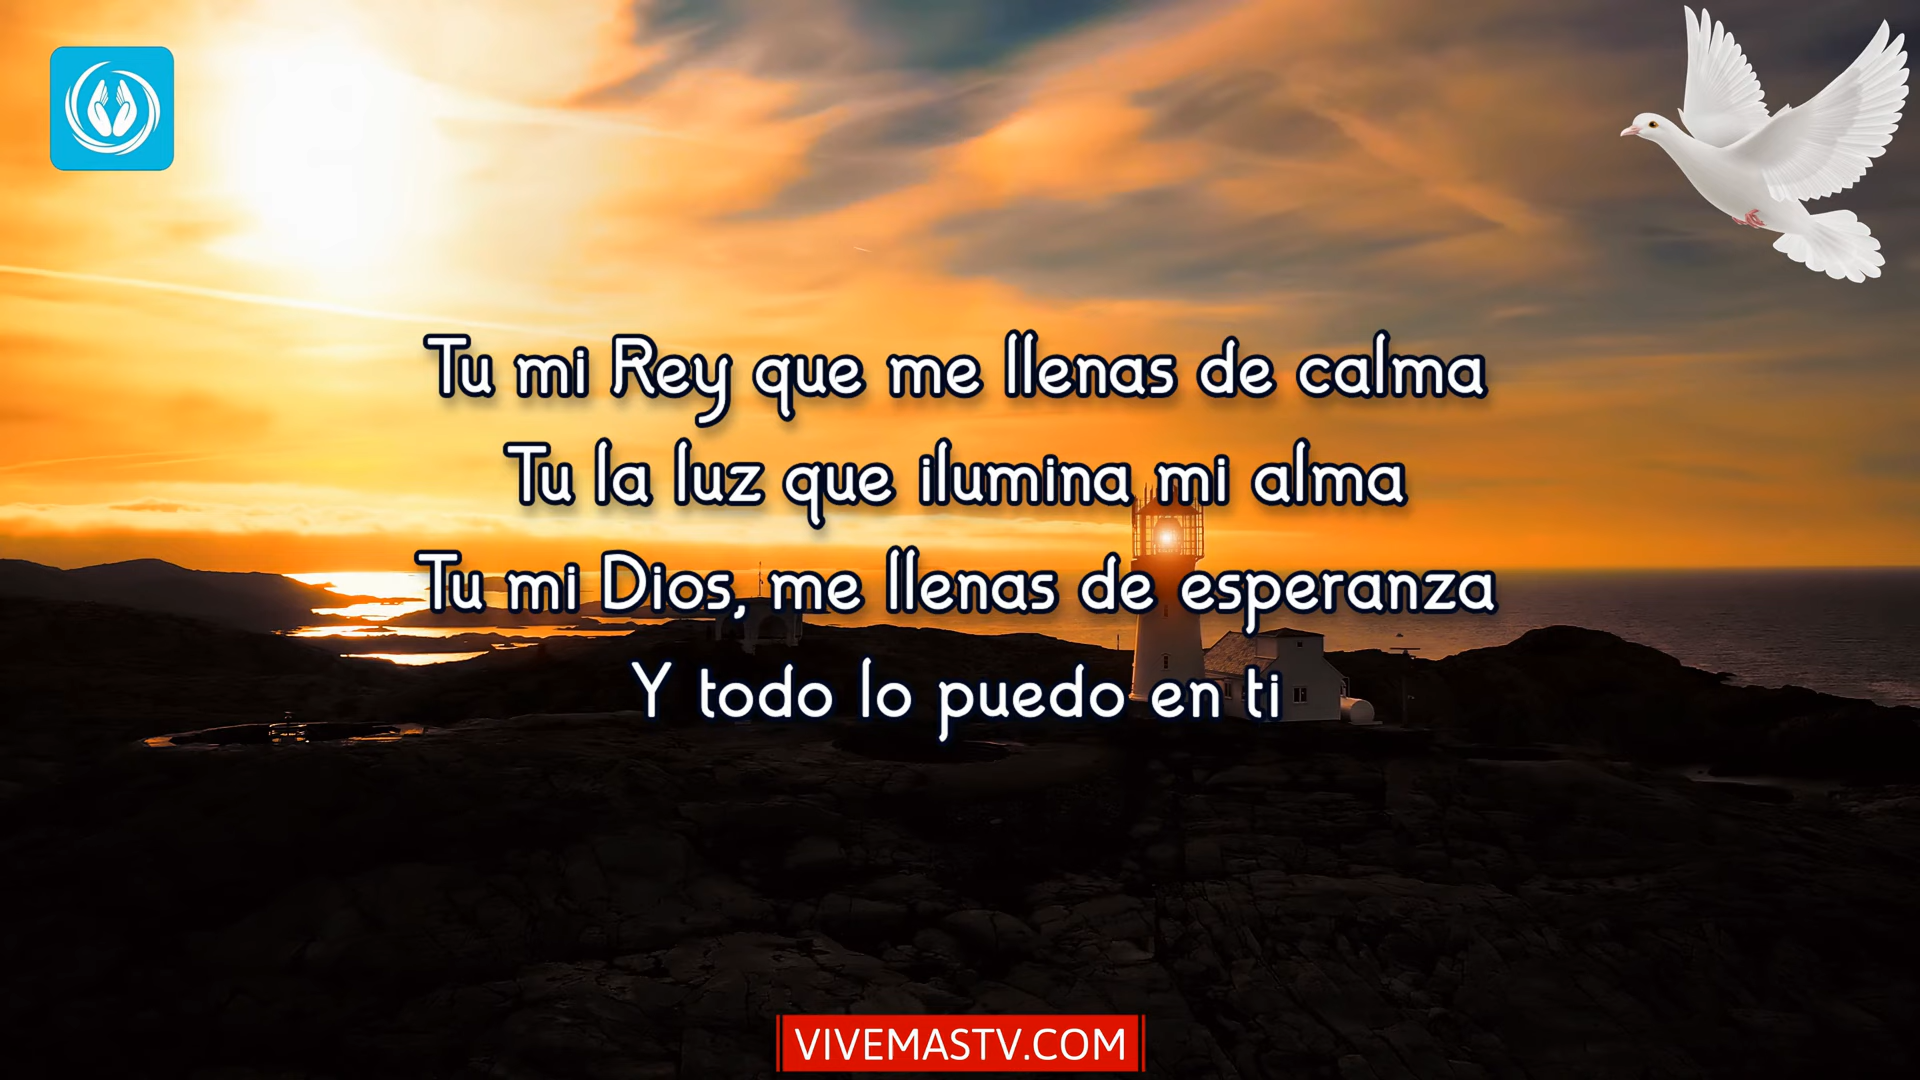 Tu mi Rey que me llenas de calma
Tu la luz que ilumina mi alma
Tu mi Dios, me llenas de esperanza
Y todo lo puedo en ti
VIVEMASTV.COM